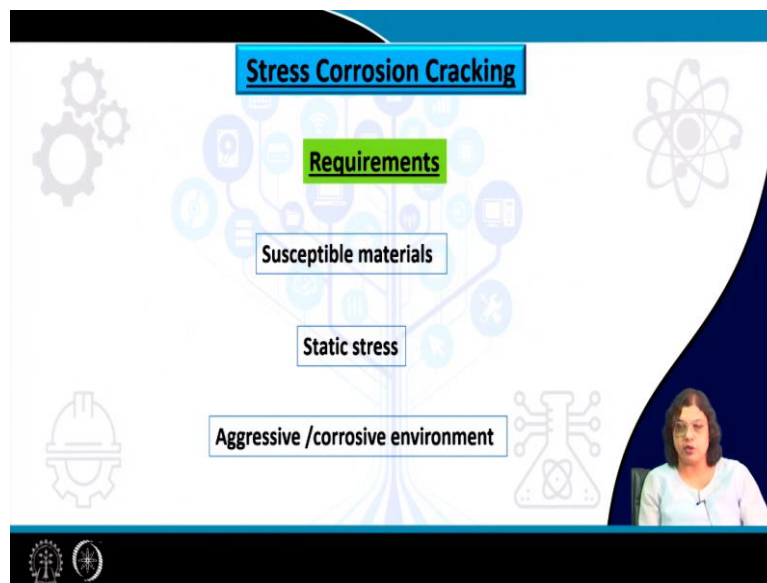 Stress Corrosion Cracking
Requirements
Susceptible materials
Static stress
Aggressive /corrosive environment